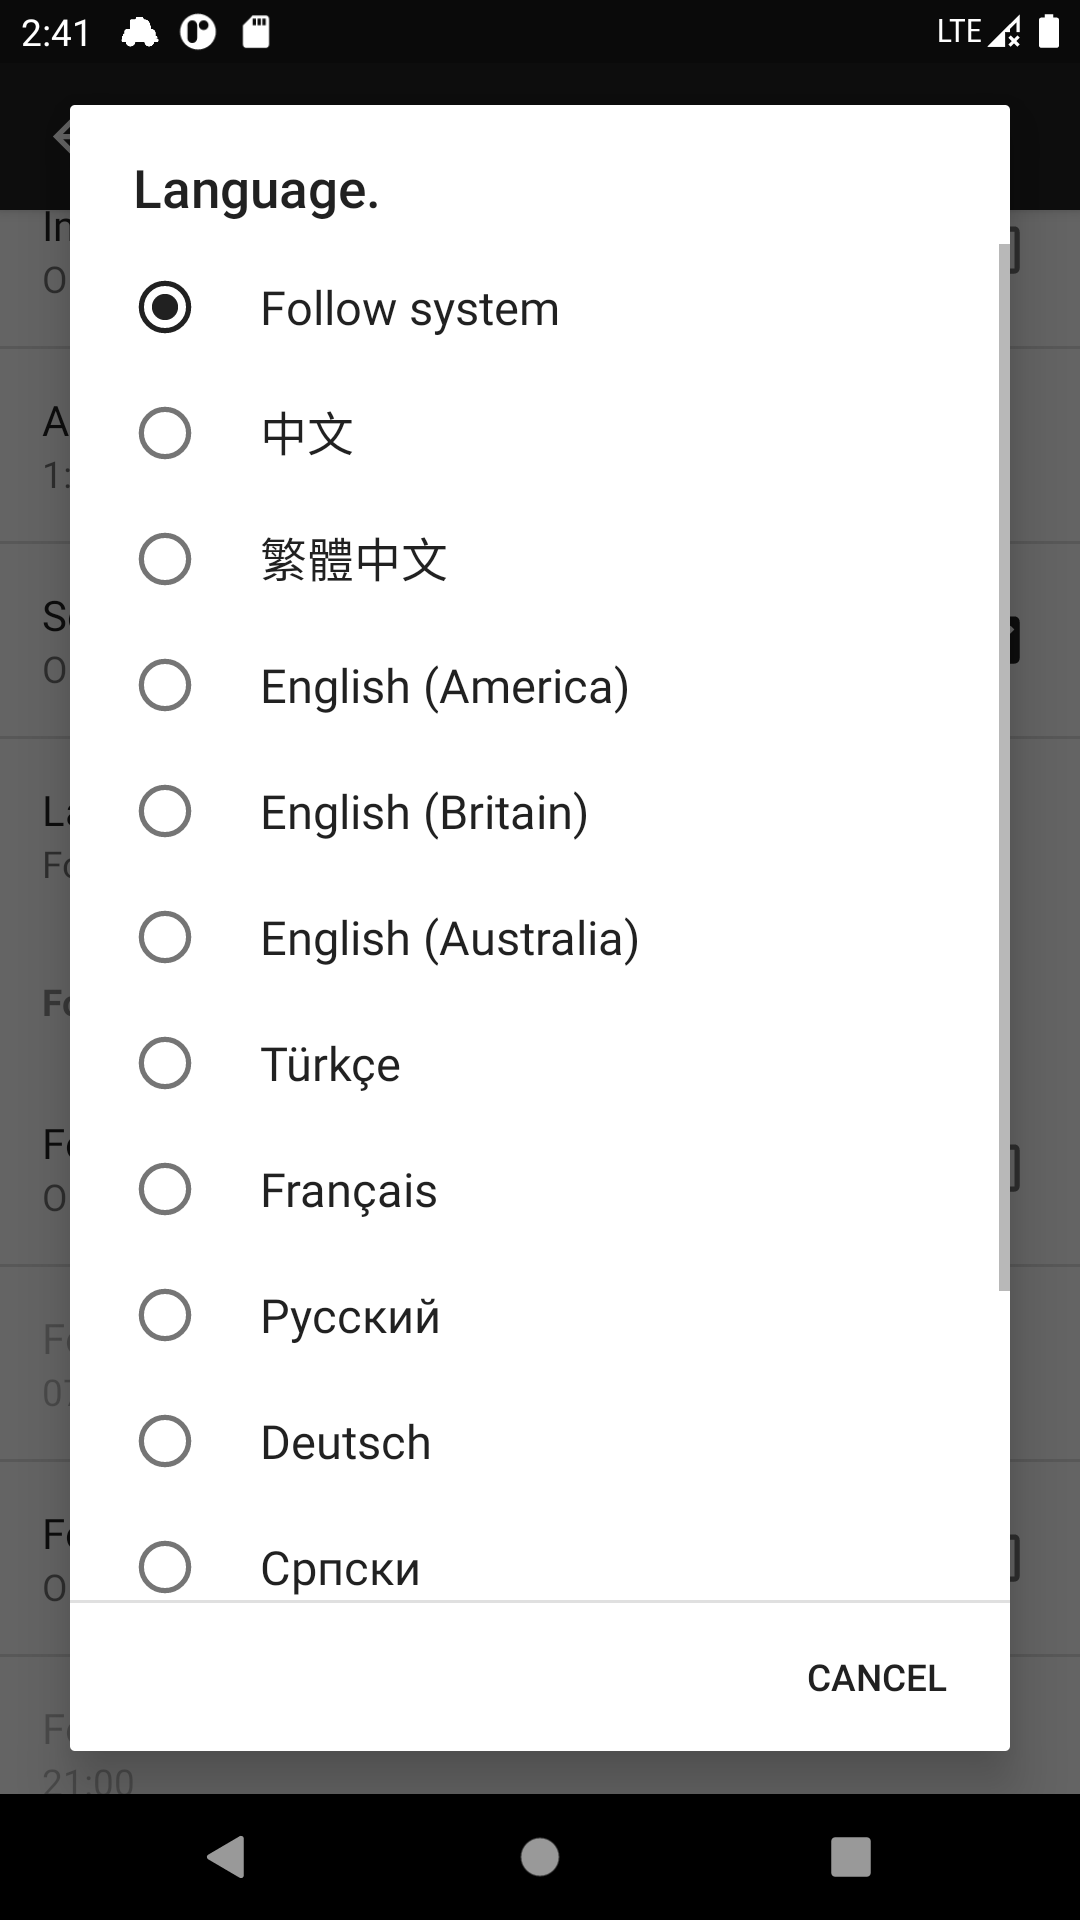 2:41 LTE
Language.
Follow system
中文
繁體中文
English (America)
English (Britain)
English (Australia)
Türkçe
Français
Русский
Deutsch
Српски
CANCEL
21:00